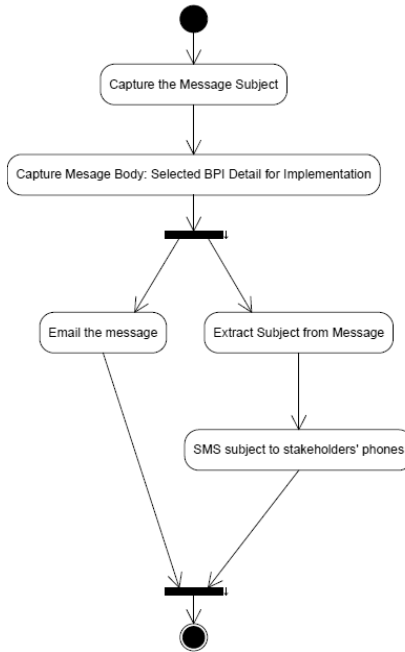 Capture the Message Subject
Capture Mesage Body: Selected BPI Detail for Implementation
Email the message
Extract Subject from Message
SMS subject to stakeholders' phones